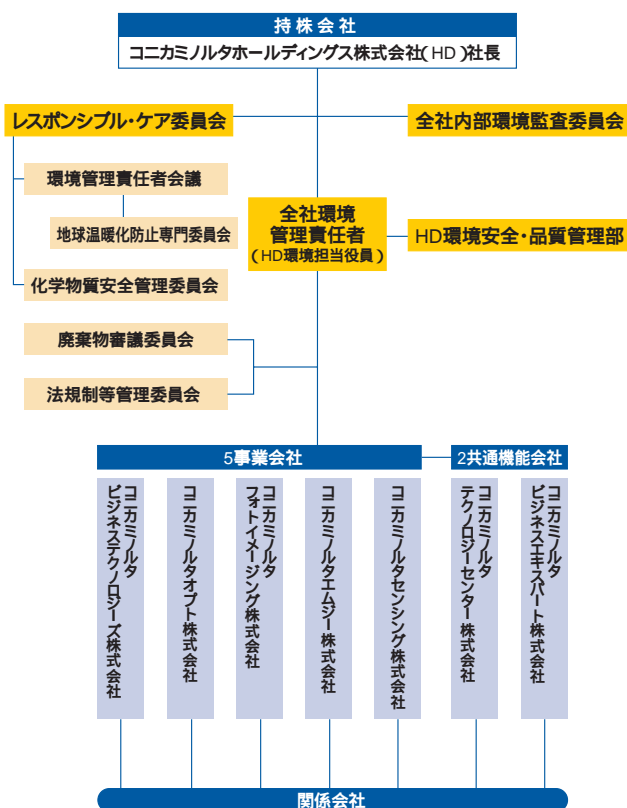 持株会社
コニカミノルタホールディングス株式会社(HD)社長
レスポンシブル・ケア委員会
全社内部環境監査委員会
環境管理責任者会議
地球温暖化防止専門委員会
化学物質安全管理委員会
全社環境
管理責任者
(HD環境担当役員)
HD環境安全・品質管理部
廃棄物審議委員会
法規制等管理委員会
5事業会社
2共通機能会社
コニカミノルタ
ビジネステクノロジーズ株式会社
コニカミノルタオプト株式会社
コニカミノルタ
フォトイメージング株式会社
コニカミノルタエムジー株式会社
コニカミノルタセンシング株式会社
コニカミノルタ
テクノロジーセンター株式会社
コニカミノルタ
ビジネスエキスパート株式会社
関係会社